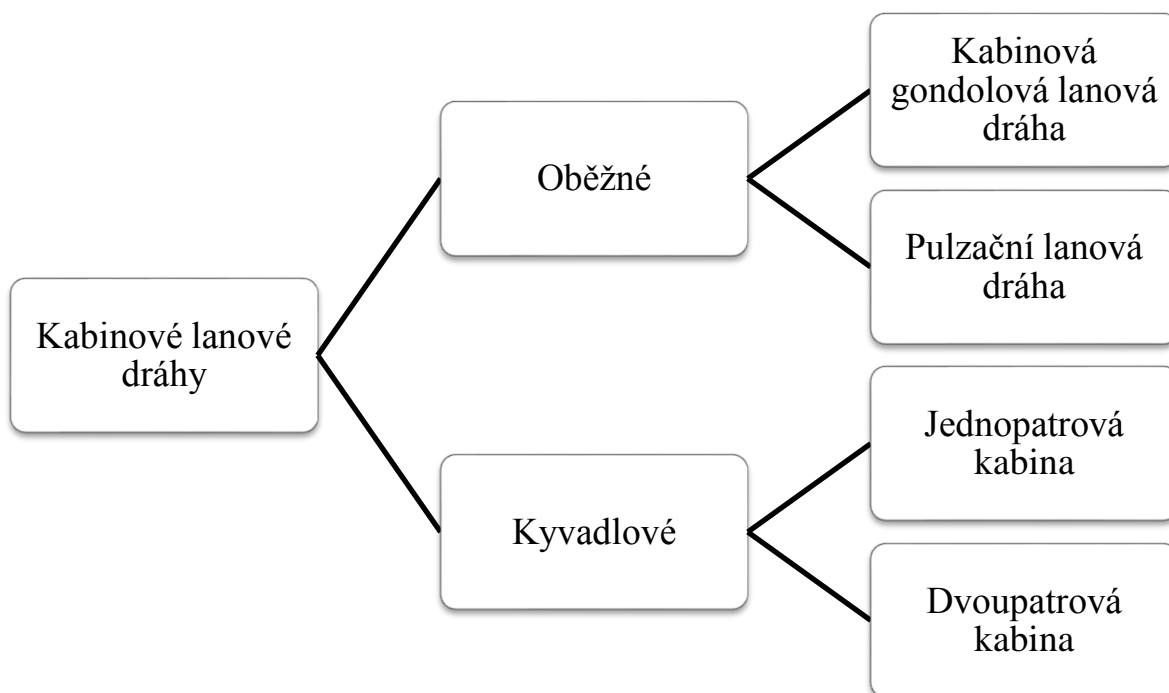 Kabinové lanové
dráhy
Oběžné
Kabinová
gondolová lanová
dráha
Pulzační lanová
dráha
Kyvadlové
Jednopatrová
kabina
Dvoupatrová
kabina